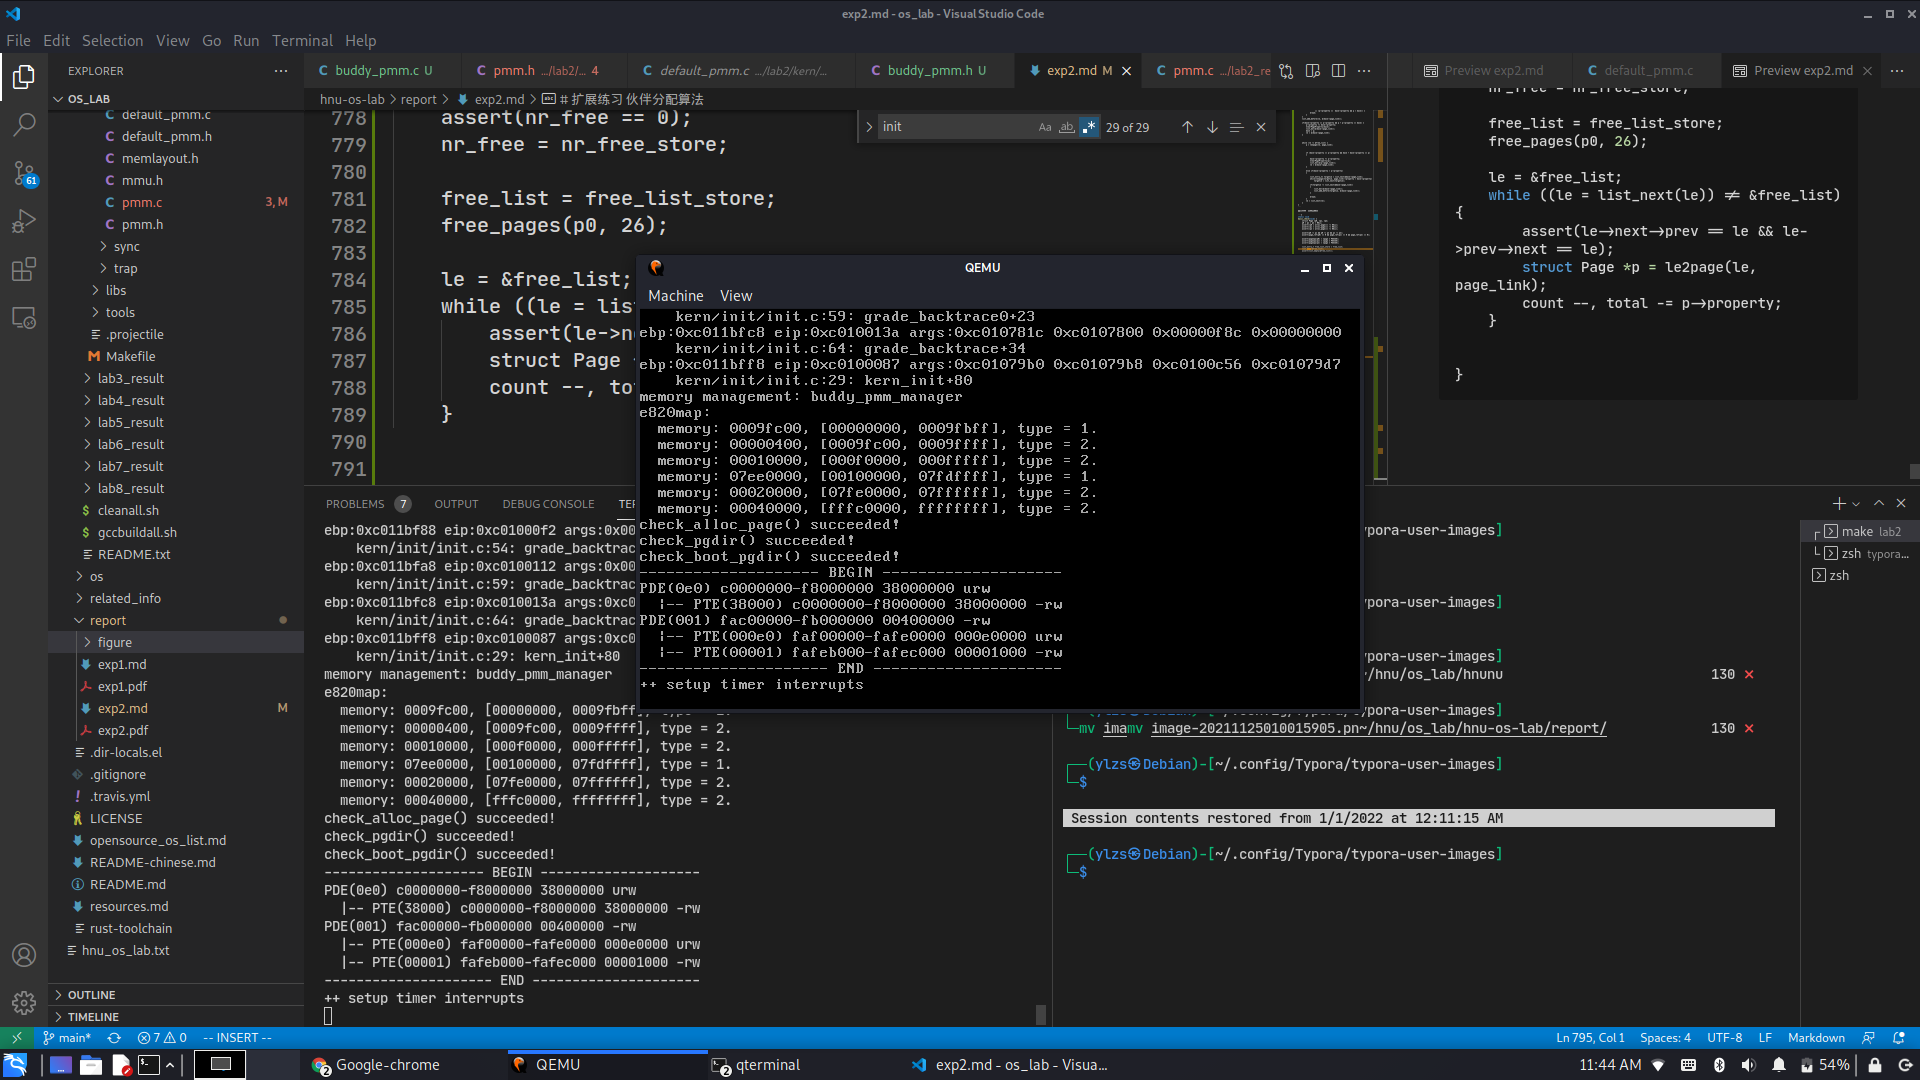 exp2.md - os_lab - Visual Studio Code
File Edit Selection View Go Run Terminal Help
EXPLORER
OS_LAB
default_pmm.c
default_pmm.h
memlayout.h
mmu.h
pmm.c 3, M
pmm.h
sync
trap
libs
tools
.projectile
Makefile
lab3_result
lab4_result
lab5_result
lab6_result
lab7_result
lab8_result
cleanall.sh
gccbuildall.sh
README.txt
os
related_info
report
figure
exp1.md
exp1.pdf
exp2.md M
exp2.pdf
.dir-locals.el
.gitignore
.travis.yml
LICENSE
opensource_os_list.md
README-chinese.md
README.md
resources.md
rust-toolchain
hnu_os_lab.txt
OUTLINE
TIMELINE
61
buddy_pmm.c U
pmm.h .../lab2/... 4
default_pmm.c .../lab2/kern/...
buddy_pmm.h U
exp2.md M
pmm.c .../lab2_re
hnu-os-lab > report > exp2.md > # 扩展练习 伙伴分配算法
init
Aa ab .*
29 of 29
778 assert(nr_free == 0);
779 nr_free = nr_free_store;
780
781 free_list = free_list_store;
782 free_pages(p0, 26);
783
784 le = &free_list;
785 while ((le = lis
786 assert(le->n
787 struct Page
788 count --, to
789 }
790
791
Preview exp2.md
default_pmm.c
Preview exp2.md
nr_free = nr_free_store;
free_list = free_list_store;
free_pages(p0, 26);
le = &free_list;
while ((le = list_next(le)) != &free_list)
{
assert(le->next->prev == le && le-
>prev->next == le);
struct Page *p = le2page(le,
page_link);
count --, total -= p->property;
}
}
QEMU
Machine View
kern/init/init.c:59: grade_backtrace0+23
ebp:0xc011bfc8 eip:0xc010013a args:0xc010781c 0xc0107800 0x00000f8c 0x00000000
kern/init/init.c:64: grade_backtrace+34
ebp:0xc011bff8 eip:0xc0100087 args:0xc01079b0 0xc01079b8 0xc0100c56 0xc01079d7
kern/init/init.c:29: kern_init+80
memory management: buddy_pmm_manager
e820map:
memory: 0009fc00, [00000000, 0009fbff], type = 1.
memory: 00000400, [0009fc00, 0009ffff], type = 2.
memory: 00010000, [000f0000, 000fffff], type = 2.
memory: 07ee0000, [00100000, 07fdffff], type = 1.
memory: 00020000, [07fe0000, 07ffffff], type = 2.
memory: 00040000, [fffc0000, ffffffff], type = 2.
check_alloc_page() succeeded!
check_pgdir() succeeded!
check_boot_pgdir() succeeded!
-------------------- BEGIN --------------------
PDE(0e0) c0000000-f8000000 38000000 urw
|-- PTE(38000) c0000000-f8000000 38000000 -rw
PDE(001) fac00000-fb000000 00400000 -rw
|-- PTE(000e0) faf00000-fafe0000 000e0000 urw
|-- PTE(00001) fafeb000-fafec000 00001000 -rw
--------------------- END ---------------------
++ setup timer interrupts
PROBLEMS 7 OUTPUT DEBUG CONSOLE TE
ebp:0xc011bf88 eip:0xc01000f2 args:0x00
kern/init/init.c:54: grade_backtrac
ebp:0xc011bfa8 eip:0xc0100112 args:0x00
kern/init/init.c:59: grade_backtrac
ebp:0xc011bfc8 eip:0xc010013a args:0xc0
kern/init/init.c:64: grade_backtrac
ebp:0xc011bff8 eip:0xc0100087 args:0xc0
kern/init/init.c:29: kern_init+80
memory management: buddy_pmm_manager
e820map:
memory: 0009fc00, [00000000, 0009fbff], type = 1.
memory: 00000400, [0009fc00, 0009ffff], type = 2.
memory: 00010000, [000f0000, 000fffff], type = 2.
memory: 07ee0000, [00100000, 07fdffff], type = 1.
memory: 00020000, [07fe0000, 07ffffff], type = 2.
memory: 00040000, [fffc0000, ffffffff], type = 2.
check_alloc_page() succeeded!
check_pgdir() succeeded!
check_boot_pgdir() succeeded!
-------------------- BEGIN --------------------
PDE(0e0) c0000000-f8000000 38000000 urw
|-- PTE(38000) c0000000-f8000000 38000000 -rw
PDE(001) fac00000-fb000000 00400000 -rw
|-- PTE(000e0) faf00000-fafe0000 000e0000 urw
|-- PTE(00001) fafeb000-fafec000 00001000 -rw
--------------------- END ---------------------
++ setup timer interrupts
ypora-user-images]
ypora-user-images]
ypora-user-images]
/hnu/os_lab/hnunu 130 ×
(ylzs㉿Debian)-[~/.config/Typora/typora-user-images]
mv imamv image-20211125010015905.pn~/hnu/os_lab/hnu-os-lab/report/ 130 ×
(ylzs㉿Debian)-[~/.config/Typora/typora-user-images]
$
Session contents restored from 1/1/2022 at 12:11:15 AM
(ylzs㉿Debian)-[~/.config/Typora/typora-user-images]
$
make lab2
zsh typora...
zsh
main* 7 0 -- INSERT --
Ln 795, Col 1 Spaces: 4 UTF-8 LF Markdown
2 Google-chrome
QEMU
2 qterminal
exp2.md - os_lab - Visua...
11:44 AM 54%